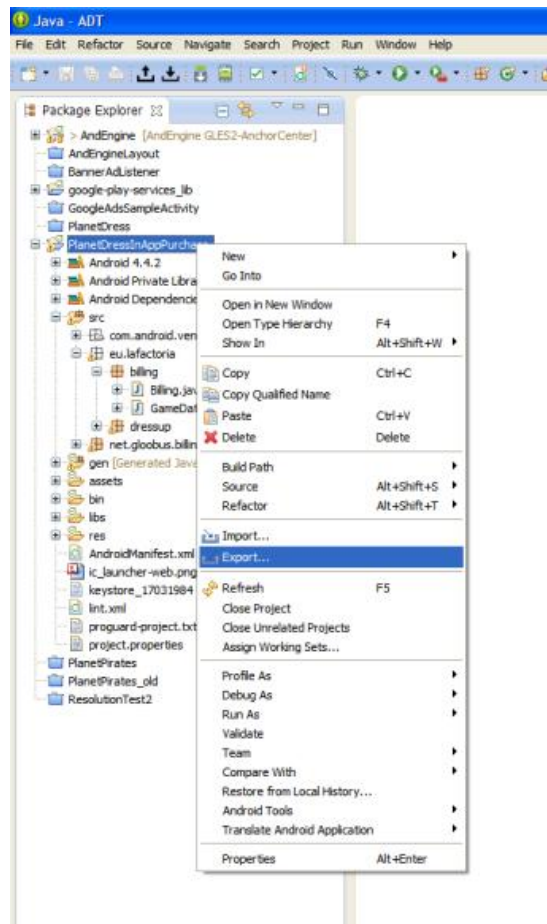 Java - ADT
File Edit Refactor Source Navigate Search Project Run Window Help
Package Explorer
> AndEngine [AndEngine GLES2-AnchorCenter]
AndEngineLayout
BannerAdListener
google-play-services_lib
GoogleAdsSampleActivity
PlanetDress
PlanetDressInAppPurchase
Android 4.4.2
Android Private Libra
Android Dependencie
src
com.android.ven
eu.lafactoria
billing
Billing.jav
GameDat
dressup
net.gloobus.billin
gen [Generated Java
assets
bin
libs
res
AndroidManifest.xml
ic_launcher-web.png
keystore_17031984
lint.xml
proguard-project.txt
project.properties
PlanetPirates
PlanetPirates_old
ResolutionTest2
New
Go Into
Open in New Window
Open Type Hierarchy F4
Show In Alt+Shift+W
Copy Ctrl+C
Copy Qualified Name
Paste Ctrl+V
Delete Delete
Build Path
Source Alt+Shift+S
Refactor Alt+Shift+T
Import...
Export...
Refresh F5
Close Project
Close Unrelated Projects
Assign Working Sets...
Profile As
Debug As
Run As
Validate
Team
Compare With
Restore from Local History...
Android Tools
Translate Android Application
Properties Alt+Enter